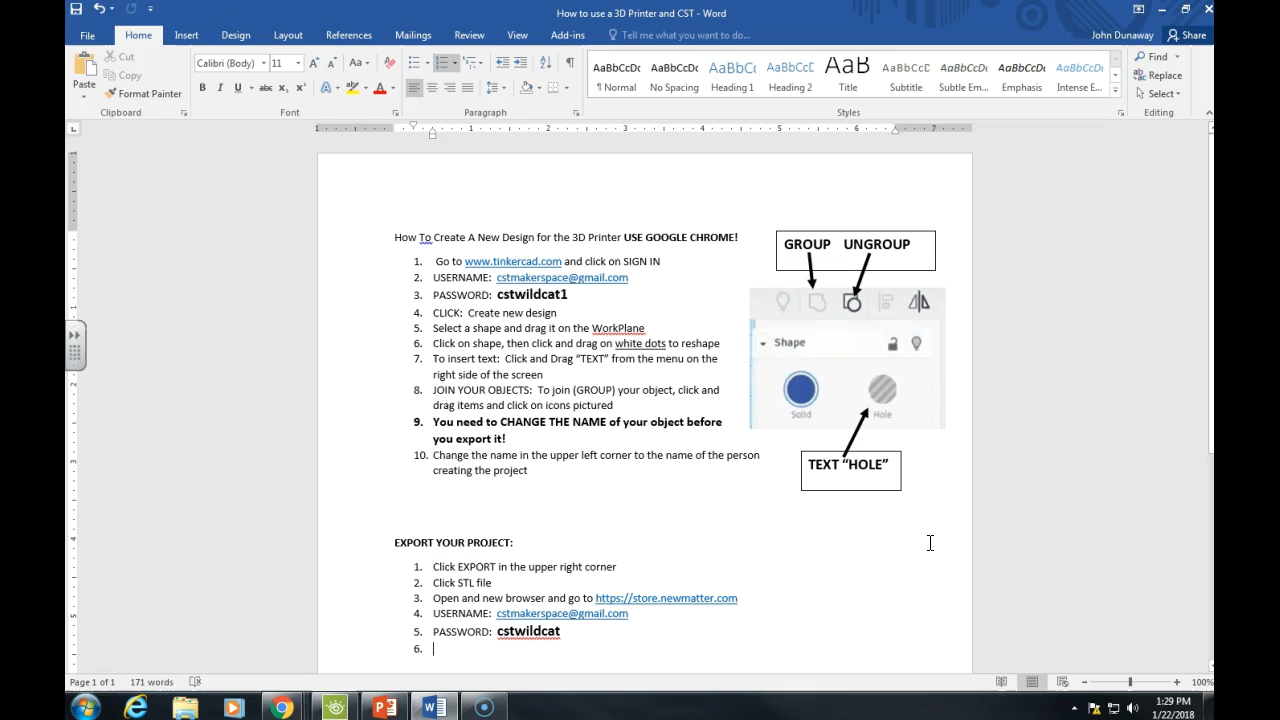 How to use a 3D Printer and CST - Word
File Home Insert Design Layout References Mailings Review View Add-ins Tell me what you want to do... John Dunaway Share
Paste
Cut
Copy
Format Painter
Clipboard
Calibri (Body) 11
Font
Paragraph
AaBbCcDc AaBbCcDc AaBbCc AaBbCcD AaB AaBbCcD AaBbCcDc AaBbCcDc AaBbCcDc
¶ Normal No Spacing Heading 1 Heading 2 Title Subtitle Subtle Em... Emphasis Intense E...
Styles
Find
Replace
Select
Editing
How To Create A New Design for the 3D Printer USE GOOGLE CHROME!
1. Go to www.tinkercad.com and click on SIGN IN
2. USERNAME: cstmakerspace@gmail.com
3. PASSWORD: cstwildcat1
4. CLICK: Create new design
5. Select a shape and drag it on the WorkPlane
6. Click on shape, then click and drag on white dots to reshape
7. To insert text: Click and Drag “TEXT” from the menu on the
right side of the screen
8. JOIN YOUR OBJECTS: To join (GROUP) your object, click and
drag items and click on icons pictured
9. You need to CHANGE THE NAME of your object before
you export it!
10. Change the name in the upper left corner to the name of the person
creating the project
GROUP UNGROUP
Shape
Solid Hole
TEXT “HOLE”
EXPORT YOUR PROJECT:
1. Click EXPORT in the upper right corner
2. Click STL file
3. Open and new browser and go to https://store.newmatter.com
4. USERNAME: cstmakerspace@gmail.com
5. PASSWORD: cstwildcat
6.
Page 1 of 1 171 words 100%
1:29 PM
1/22/2018